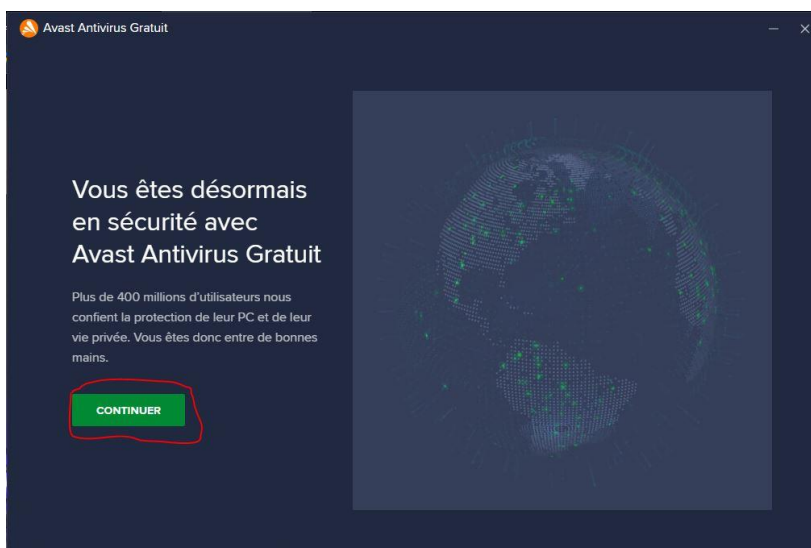 Avast Antivirus Gratuit
Vous êtes désormais
en sécurité avec
Avast Antivirus Gratuit
Plus de 400 millions d'utilisateurs nous
confient la protection de leur PC et de leur
vie privée. Vous êtes donc entre de bonnes
mains.
CONTINUER